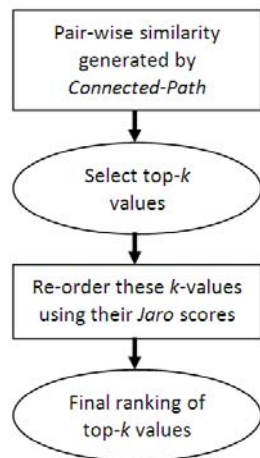 Pair-wise similarity
generated by
Connected-Path
Select top-k
values
Re-order these k-values
using their Jaro scores
Final ranking of
top-k values